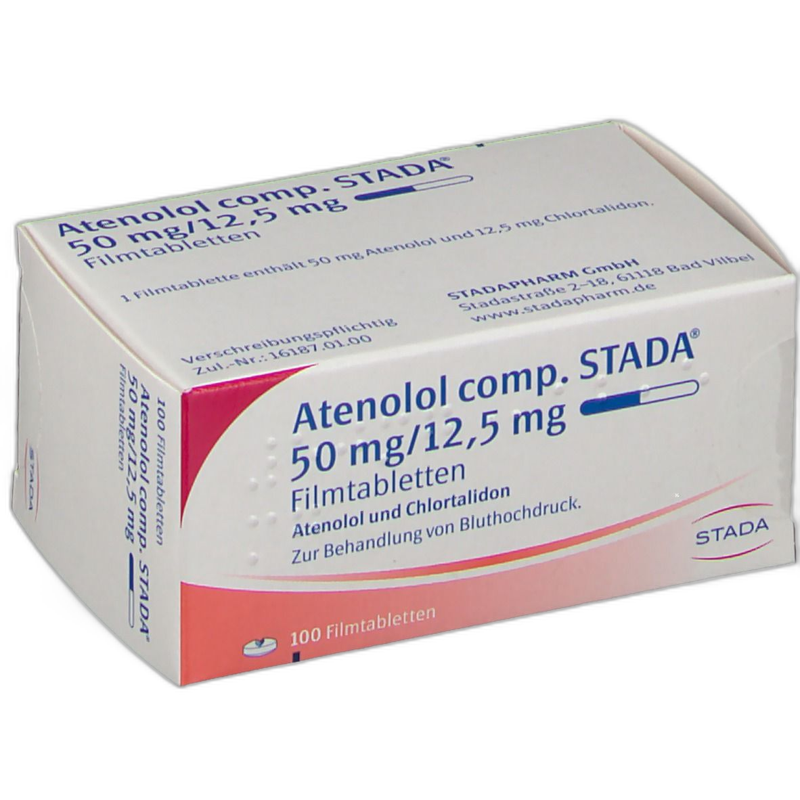 Atenolol comp. STADA®
50 mg/12,5 mg
Filmtabletten
1 Filmtablette enthält 50 mg Atenolol und 12,5 mg Chlortalidon.
STADAPHARM GmbH
Stadastraße 2–18, 61118 Bad Vilbel
www.stadapharm.de
Verschreibungspflichtig
Zul.-Nr.: 16187.01.00
Atenolol comp. STADA®
50 mg/12,5 mg
Filmtabletten
Atenolol und Chlortalidon
Zur Behandlung von Bluthochdruck.
STADA
100 Filmtabletten
100 Filmtabletten
Atenolol comp. STADA®
50 mg/12,5 mg
Filmtabletten
STADA